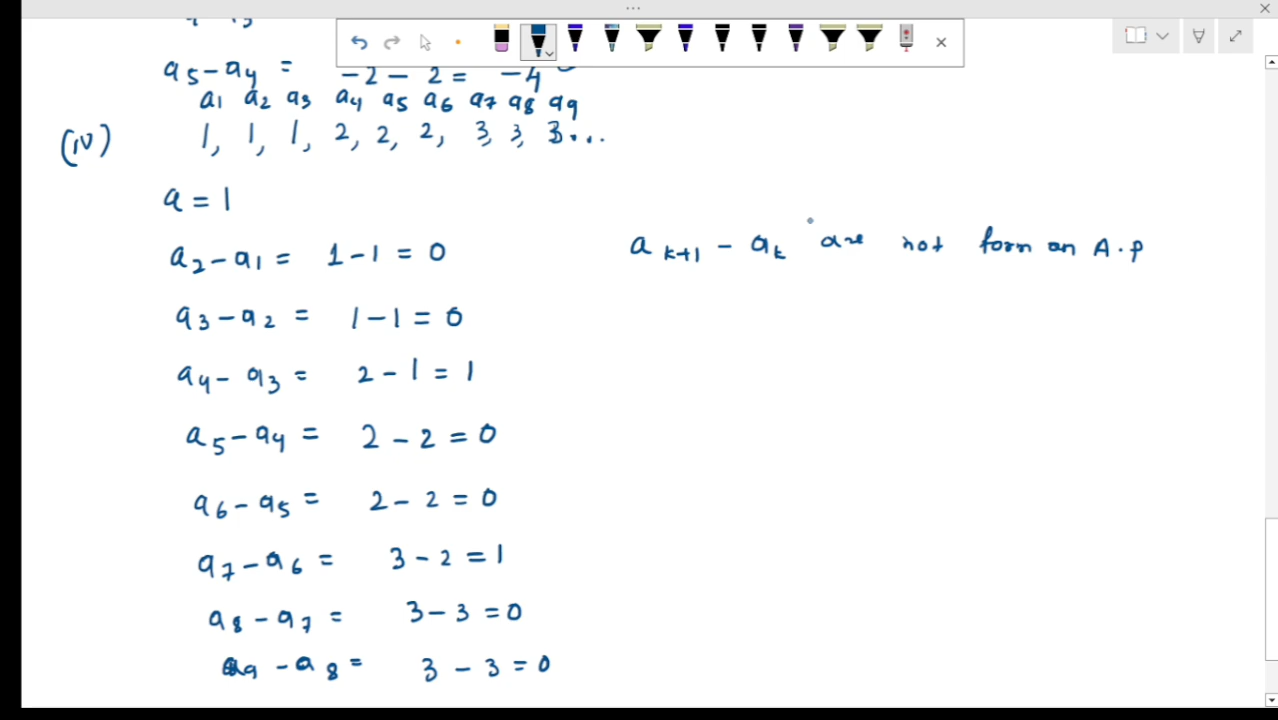 a5 - a4 = -2 - 2 = -4
a1 a2 a3 a4 a5 a6 a7 a8 a9
(iv) 1, 1, 1, 2, 2, 2, 3, 3, 3...
a = 1
a2 - a1 = 1 - 1 = 0
a k+1 - ak are not form an A.p
a3 - a2 = 1 - 1 = 0
a4 - a3 = 2 - 1 = 1
a5 - a4 = 2 - 2 = 0
a6 - a5 = 2 - 2 = 0
a7 - a6 = 3 - 2 = 1
a8 - a7 = 3 - 3 = 0
a9 - a8 = 3 - 3 = 0